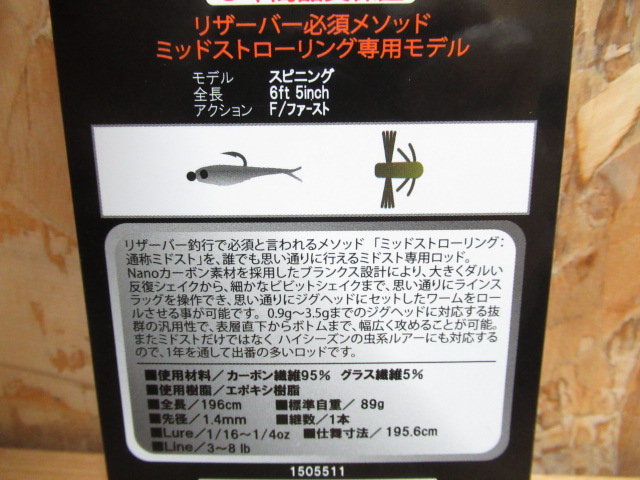 リザーバー必須メソッド
ミッドストローリング専用モデル
モデル スピニング
全長 6ft 5inch
アクション F/ファースト
リザーバー釣行で必須と言われるメソッド 「ミッドストローリング:
通称ミドスト」を、誰でも思い通りに行えるミドスト専用ロッド。
Nanoカーボン素材を採用したブランクス設計により、大きくダルい
反復シェイクから、細かなビビットシェイクまで、思い通りにラインス
ラッグを操作でき、思い通りにジグヘッドにセットしたワームをロー
ルさせる事が可能です。0.9g〜3.5gまでのジグヘッドに対応する抜
群の汎用性で、表層直下からボトムまで、幅広く攻めることが可能。
またミドストだけではなく ハイシーズンの虫系ルアーにも対応する
ので、1年を通して出番の多いロッドです。
■使用材料/カーボン繊維95% グラス繊維5%
■使用樹脂/エポキシ樹脂
■全長/196cm ■標準自重/ 89g
■先径/1.4mm ■継数/1本
■Lure/1/16〜1/4oz ■仕舞寸法/195.6cm
■Line/3〜8 lb
1505511